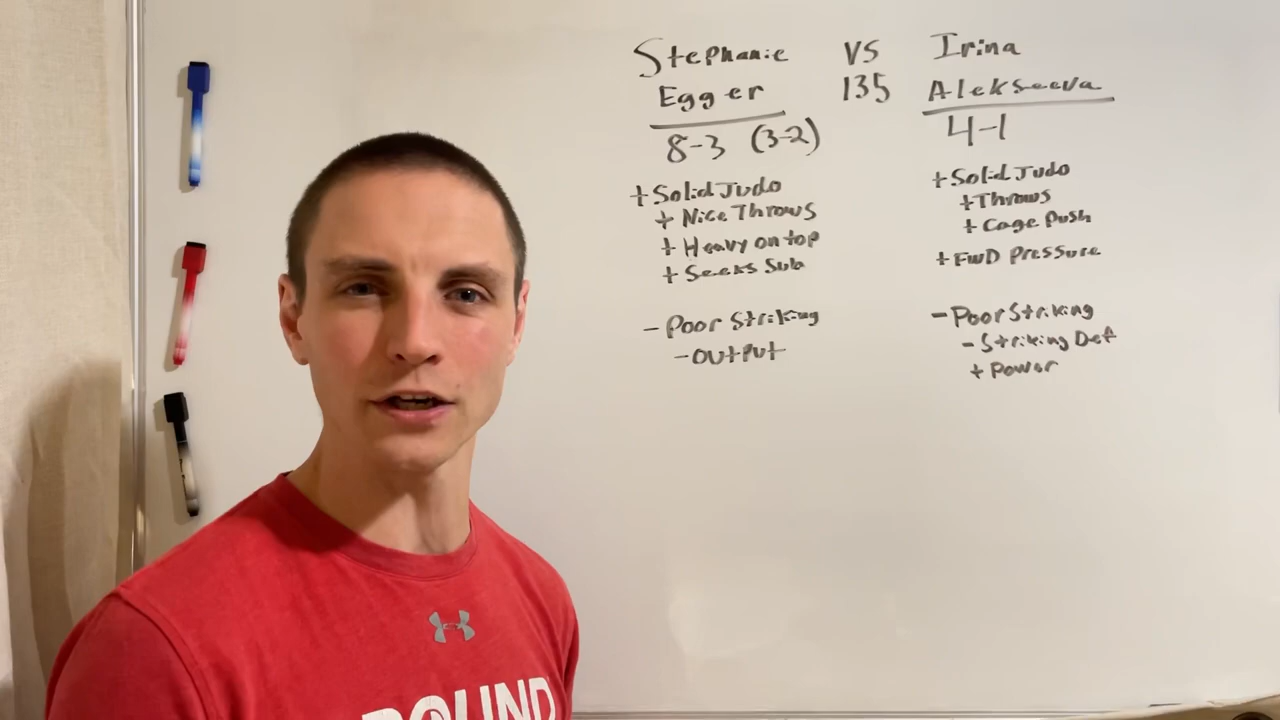 Stephanie VS Irina
Egger 135 Alekseeva
8-3 (3-2) 4-1
+ Solid Judo
+ Nice Throws
+ Heavy on top
+ Seeks Sub
- Poor Striking
- Output
+ Solid Judo
+ Throws
+ Cage Push
+ FWD Pressure
- Poor Striking
- Striking Def
+ Power